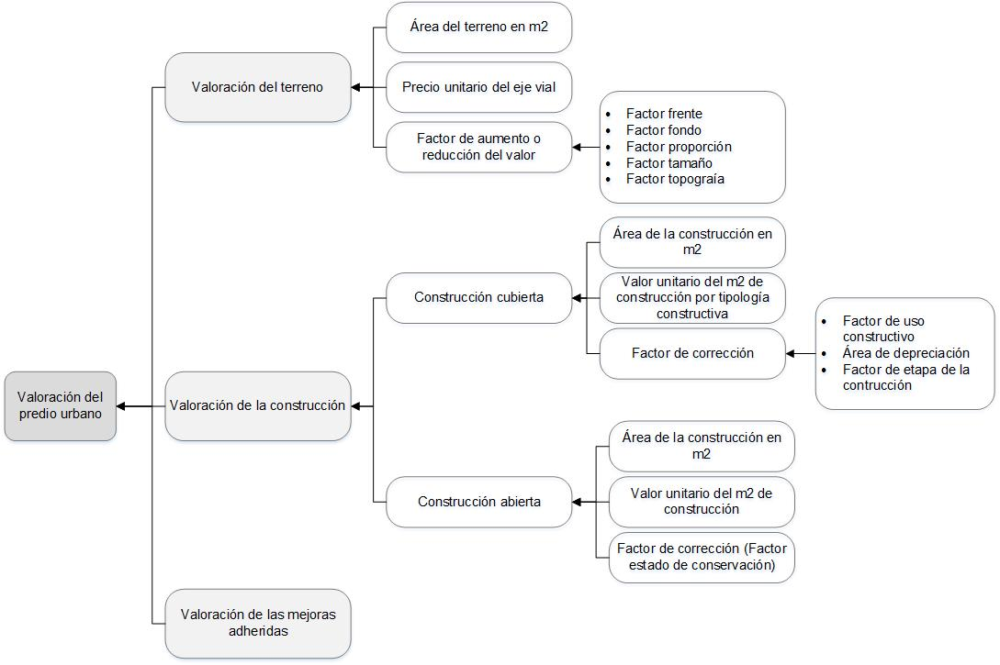 Área del terreno en m2
Valoración del terreno
Precio unitario del eje vial
Factor de aumento o
reducción del valor
• Factor frente
• Factor fondo
• Factor proporción
• Factor tamaño
• Factor topograía
Área de la construcción en
m2
Construcción cubierta
Valor unitario del m2 de
construcción por tipología
constructiva
Factor de corrección
• Factor de uso
constructivo
• Área de depreciación
• Factor de etapa de la
contrucción
Valoración del
predio urbano
Valoración de la construcción
Área de la construcción en
m2
Construcción abierta
Valor unitario del m2 de
construcción
Factor de corrección (Factor
estado de conservación)
Valoración de las mejoras
adheridas